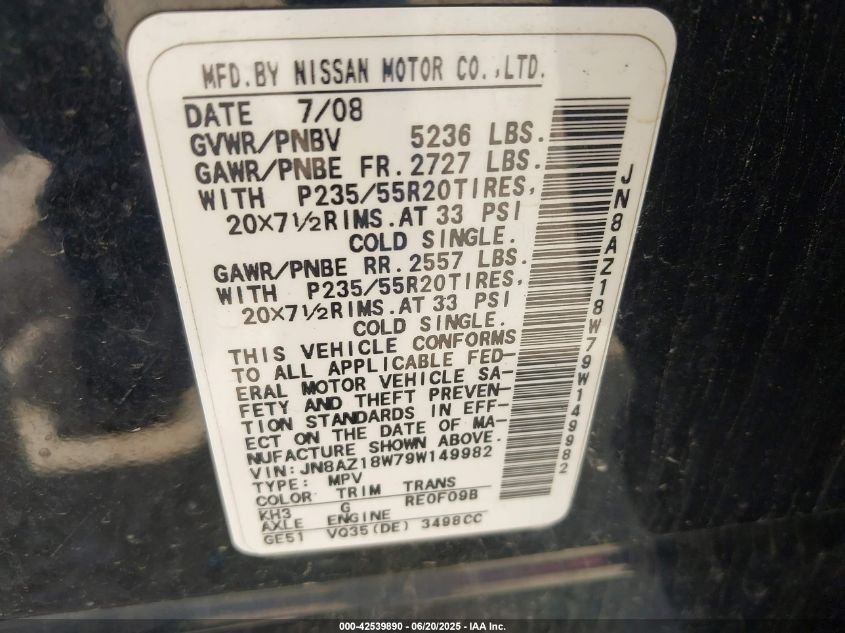 MFD.BY NISSAN MOTOR CO.,LTD.
DATE 7/08
GVWR/PNBV 5236 LBS.
GAWR/PNBE FR. 2727 LBS.
WITH P235/55R20TIRES,
20X7½RIMS.AT 33 PSI
COLD SINGLE.
GAWR/PNBE RR. 2557 LBS.
WITH P235/55R20TIRES,
20X7½RIMS.AT 33 PSI
COLD SINGLE.
THIS VEHICLE CONFORMS
TO ALL APPLICABLE FED-
ERAL MOTOR VEHICLE SA-
FETY AND THEFT PREVEN-
TION STANDARDS IN EFF-
ECT ON THE DATE OF MA-
NUFACTURE SHOWN ABOVE.
VIN:JN8AZ18W79W149982
TYPE: MPV
COLOR TRIM TRANS
KH3 G RE0F09B
AXLE ENGINE
GE51 VQ35(DE) 3498CC
JN8AZ18W79W149982
000-42539890 - 06/20/2025 - IAA Inc.